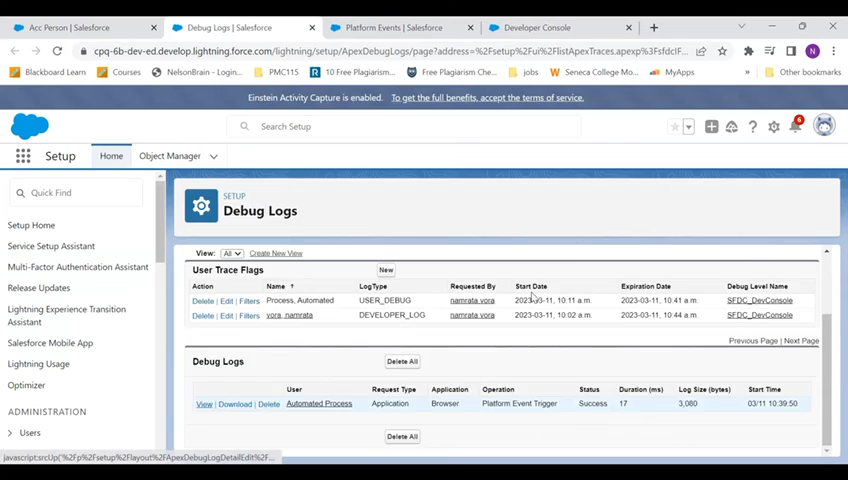 Acc Person | Salesforce
Debug Logs | Salesforce
Platform Events | Salesforce
Developer Console
cpq-6b-dev-ed.develop.lightning.force.com/lightning/setup/ApexDebugLogs/page?address=%2Fsetup%2Fui%2FlistApexTraces.apexp%3Fsfdcl...
Blackboard Learn
Courses
NelsonBrain - Login...
PMC115
10 Free Plagiarism...
Cave Free Plagiarism Chec...
jobs
Seneca College Mo...
MyApps
Other bookmarks
Einstein Activity Capture is enabled. To get the full benefits, accept the terms of service.
Search Setup
6
Setup
Home
Object Manager
Quick Find
Setup Home
Service Setup Assistant
Multi-Factor Authentication Assistant
Release Updates
Lightning Experience Transition
Assistant
Salesforce Mobile App
Lightning Usage
Optimizer
ADMINISTRATION
Users
SETUP
Debug Logs
View: All Create New View
User Trace Flags New
Action Name ↑ LogType Requested By Start Date Expiration Date Debug Level Name
Delete | Edit | Filters Process, Automated USER_DEBUG namrata vora 2023-03-11, 10:11 a.m. 2023-03-11, 10:41 a.m. SFDC_DevConsole
Delete | Edit | Filters vora, namrata DEVELOPER_LOG namrata vora 2023-03-11, 10:02 a.m. 2023-03-11, 10:44 a.m. SFDC_DevConsole
Previous Page | Next Page
Debug Logs Delete All
User Request Type Application Operation Status Duration (ms) Log Size (bytes) Start Time
View | Download | Delete Automated Process Application Browser Platform Event Trigger Success 17 3,080 03/11 10:39:50
Delete All
javascript:srcUp('%2Fp%2Fsetup%2Flayout%2FApexDebugLogDetailEdit%2F...